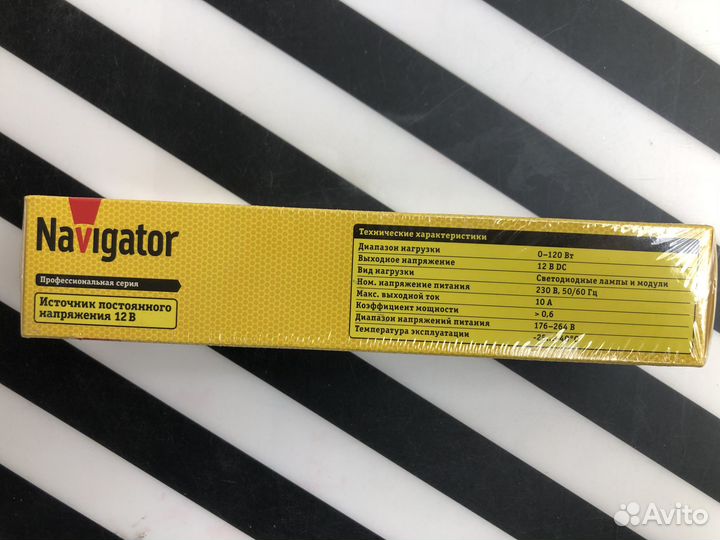 Navigator
Профессиональная серия
Источник постоянного
напряжения 12 В
Технические характеристики
Диапазон нагрузки 0–120 Вт
Выходное напряжение 12 В DC
Вид нагрузки Светодиодные лампы и модули
Ном. напряжение питания 230 В, 50/60 Гц
Макс. выходной ток 10 А
Коэффициент мощности > 0,6
Диапазон напряжений питания 176–264 В
Температура эксплуатации
Avito